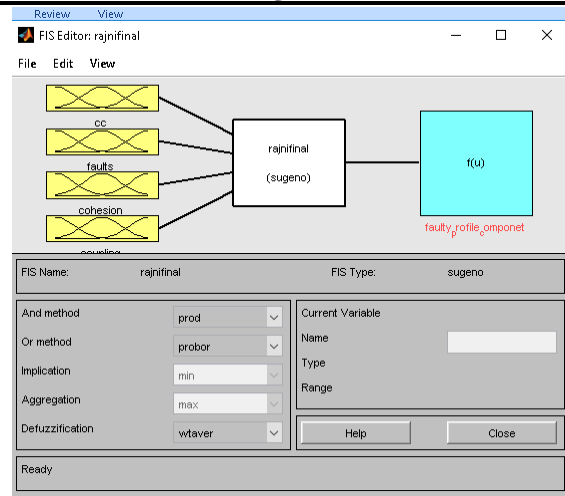 Review View
FIS Editor: rajnifinal
File Edit View
cc
faults
cohesion
rajnifinal
(sugeno)
f(u)
faulty_profile_componet
FIS Name: rajnifinal FIS Type: sugeno
And method prod
Or method probor
Implication min
Aggregation max
Defuzzification wtaver
Current Variable
Name
Type
Range
Help Close
Ready